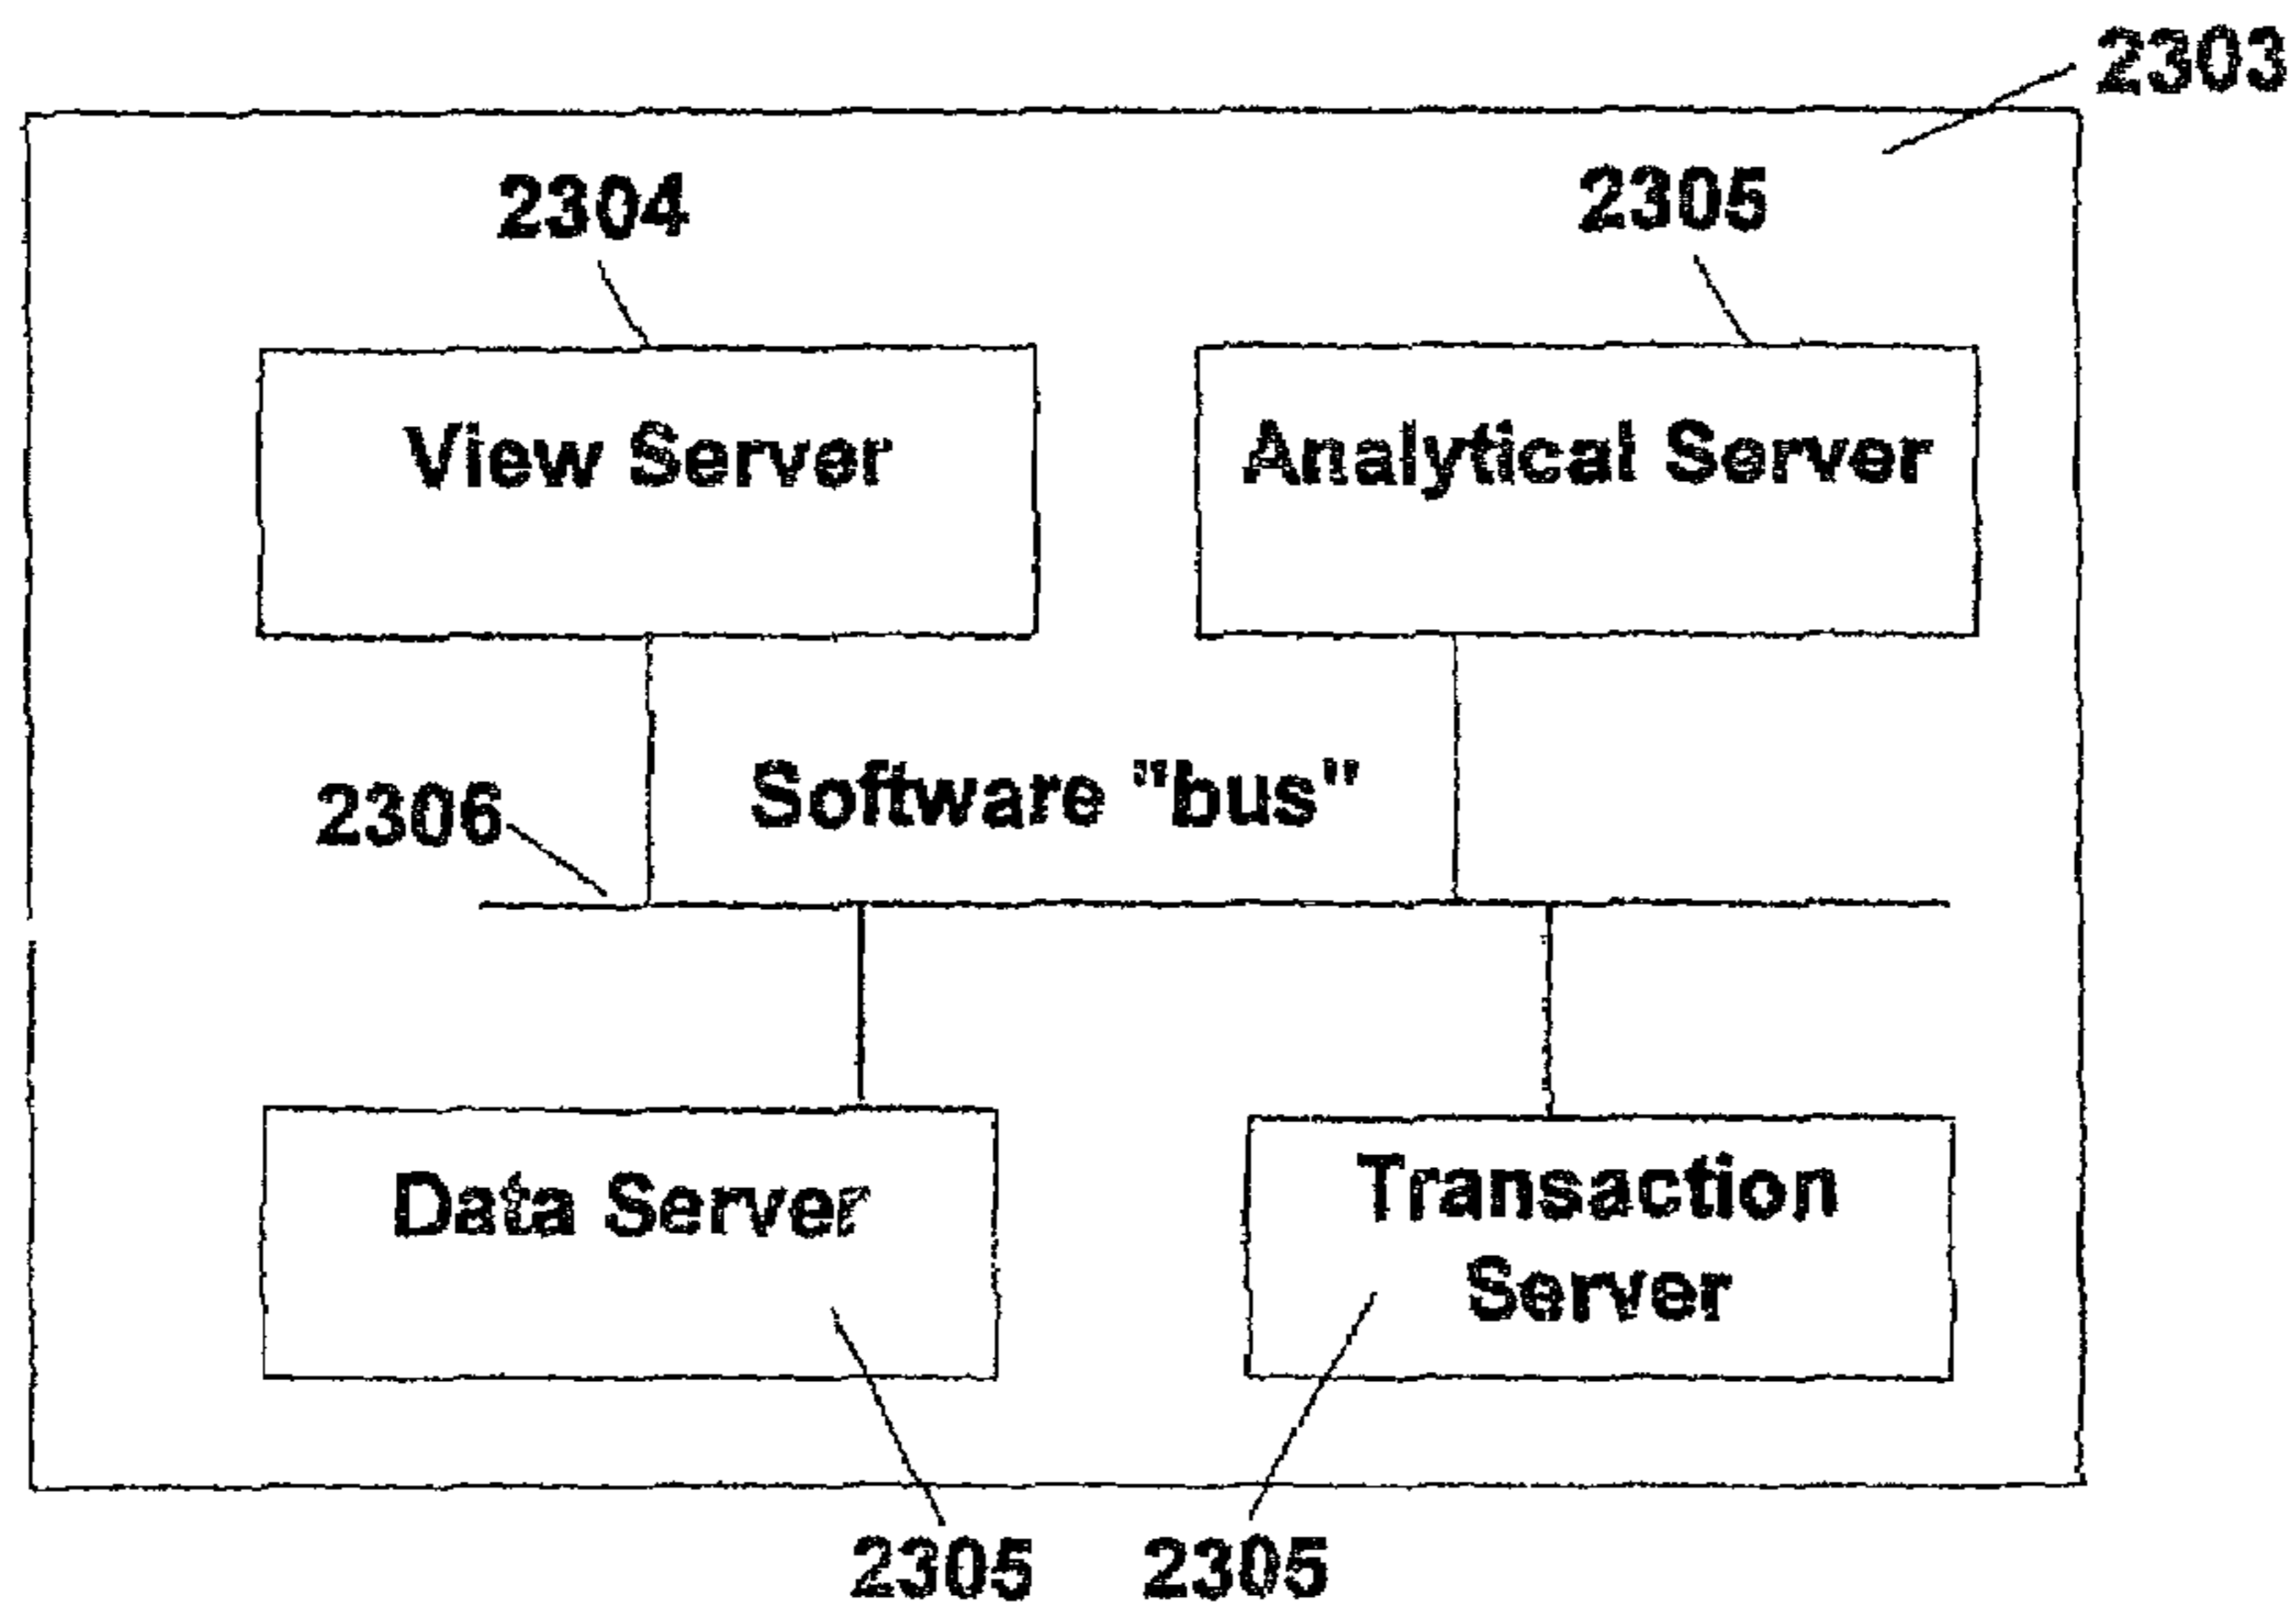 2303
2304
2305
View Server
Analytical Server
Software "bus"
2306
Data Server
Transaction
Server
2305
2305